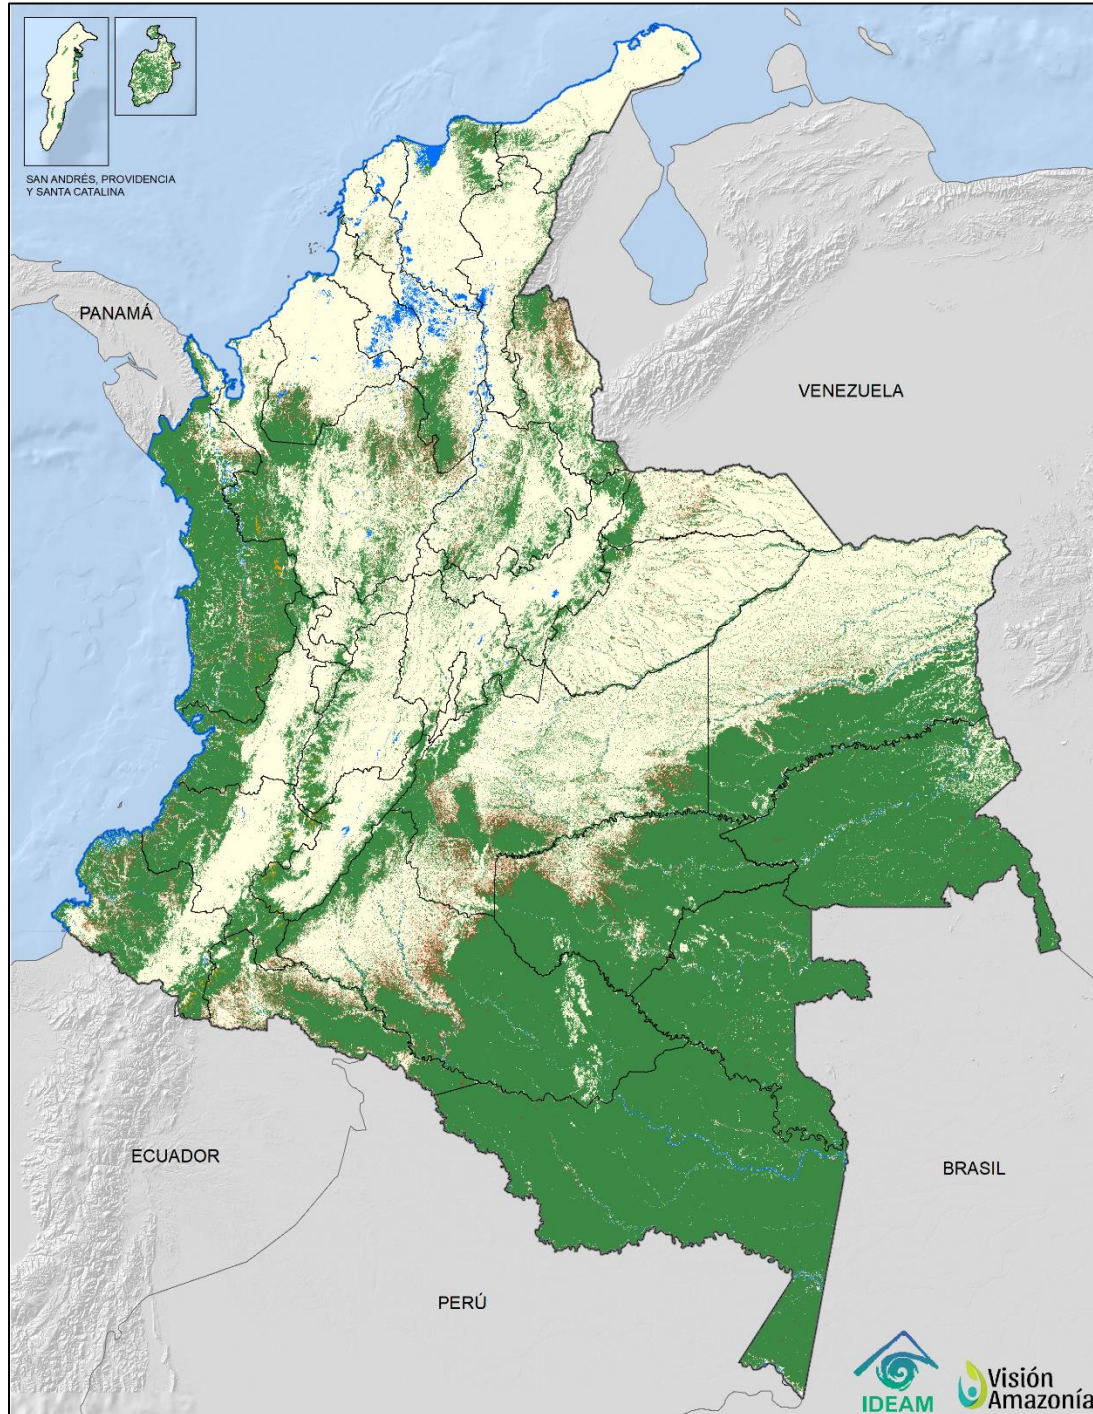 SAN ANDRÉS, PROVIDENCIA
Y SANTA CATALINA
PANAMÁ
VENEZUELA
ECUADOR
BRASIL
PERÚ
IDEAM
Visión
Amazonía